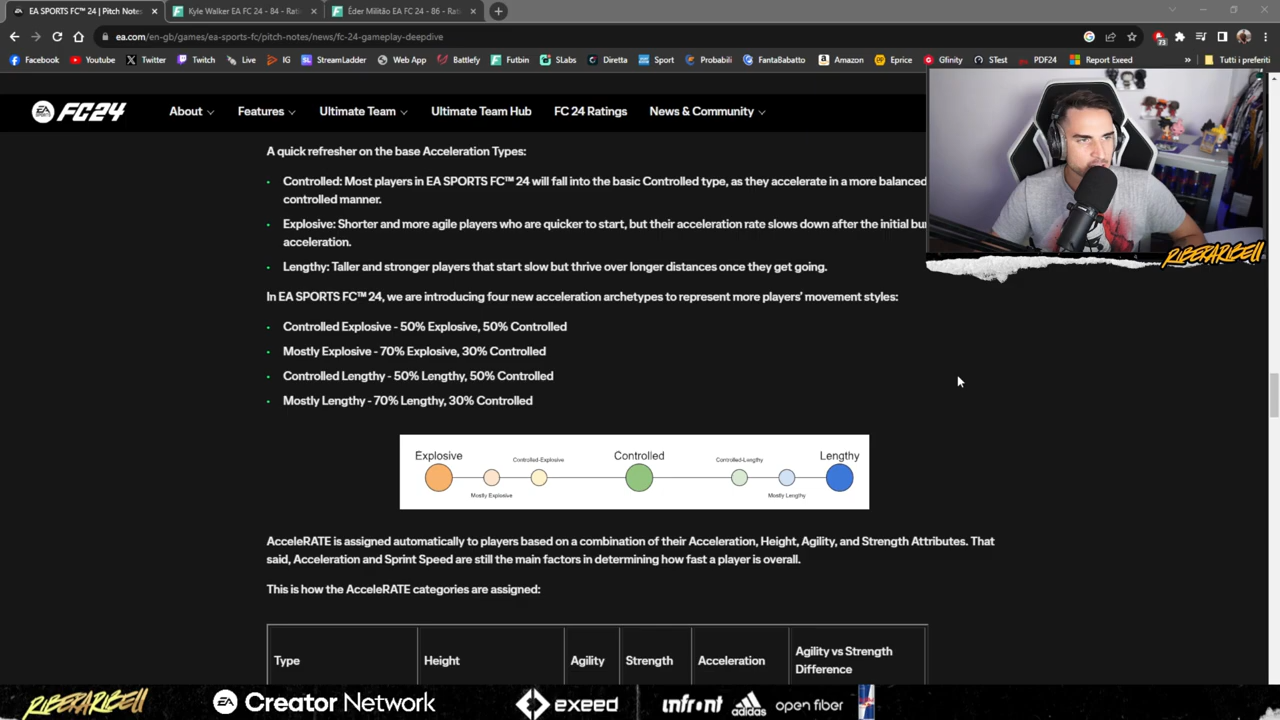 EA SPORTS FC™ 24 | Pitch Notes
Kyle Walker EA FC 24 - 84 - Rati
Éder Militão EA FC 24 - 86 - Rati
ea.com/en-gb/games/ea-sports-fc/pitch-notes/news/fc-24-gameplay-deepdive
73
Facebook Youtube Twitter Twitch Live IG StreamLadder Web App Battlefy Futbin SLabs Diretta Sport Probabili FantaBabatto Amazon Eprice Gfinity STest PDF24 Report Exeed » Tutti i preferiti
EA SPORTS FC24 About Features Ultimate Team Ultimate Team Hub FC 24 Ratings News & Community
A quick refresher on the base Acceleration Types:
Controlled: Most players in EA SPORTS FC™ 24 will fall into the basic Controlled type, as they accelerate in a more balanced
controlled manner.
Explosive: Shorter and more agile players who are quicker to start, but their acceleration rate slows down after the initial bu
acceleration.
Lengthy: Taller and stronger players that start slow but thrive over longer distances once they get going.
In EA SPORTS FC™ 24, we are introducing four new acceleration archetypes to represent more players' movement styles:
Controlled Explosive - 50% Explosive, 50% Controlled
Mostly Explosive - 70% Explosive, 30% Controlled
Controlled Lengthy - 50% Lengthy, 50% Controlled
Mostly Lengthy - 70% Lengthy, 30% Controlled
Explosive Controlled-Explosive Controlled Controlled-Lengthy Lengthy
Mostly Explosive Mostly Lengthy
AcceleRATE is assigned automatically to players based on a combination of their Acceleration, Height, Agility, and Strength Attributes. That
said, Acceleration and Sprint Speed are still the main factors in determining how fast a player is overall.
This is how the AcceleRATE categories are assigned:
Type Height Agility Strength Acceleration Agility vs Strength
Difference
RIBERARIBELL
RIBERARIBELL EA Creator Network exeed infront adidas open fiber